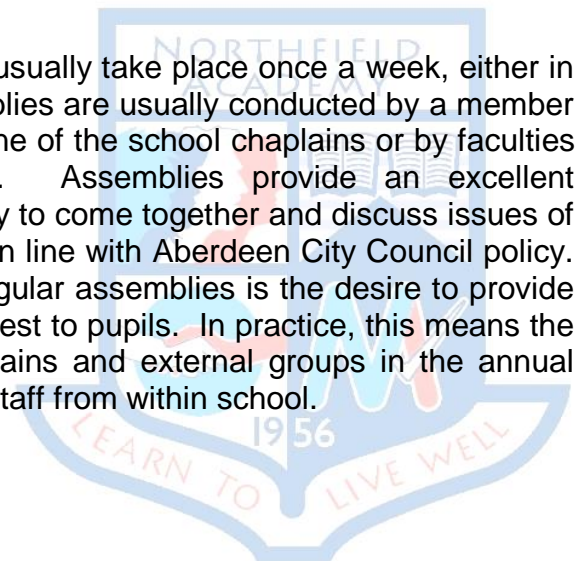 NORTHFIELD
ACADEMY
usually take place once a week, either in
olies are usually conducted by a member
ne of the school chaplains or by faculties
. Assemblies provide an excellent
y to come together and discuss issues of
n line with Aberdeen City Council policy.
gular assemblies is the desire to provide
est to pupils. In practice, this means the
ains and external groups in the annual
taff from within school.
1956
LEARN TO LIVE WELL